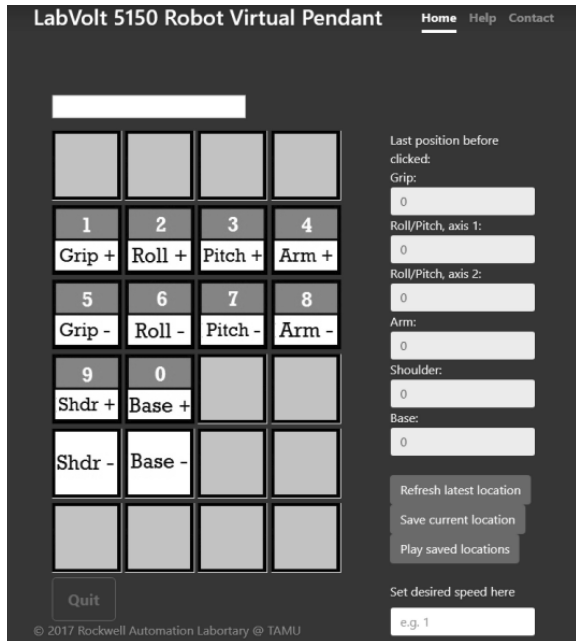 LabVolt 5150 Robot Virtual Pendant
Home Help Contact
1 2 3 4
Grip + Roll + Pitch + Arm +
5 6 7 8
Grip - Roll - Pitch - Arm -
9 0
Shdr + Base +
Shdr - Base -
Quit
© 2017 Rockwell Automation Labortary @ TAMU
Last position before
clicked:
Grip:
0
Roll/Pitch, axis 1:
0
Roll/Pitch, axis 2:
0
Arm:
0
Shoulder:
0
Base:
0
Refresh latest location
Save current location
Play saved locations
Set desired speed here
e.g. 1